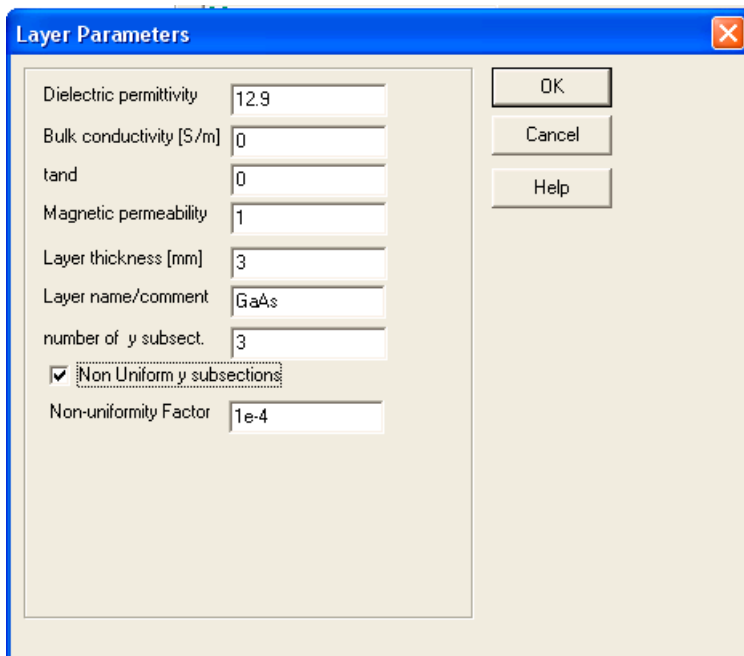 Layer Parameters
Dielectric permittivity 12.9
OK
Bulk conductivity [S/m] 0
Cancel
tand 0
Help
Magnetic permeability 1
Layer thickness [mm] 3
Layer name/comment GaAs
number of y subsect. 3
Non Uniform y subsections
Non-uniformity Factor 1e-4